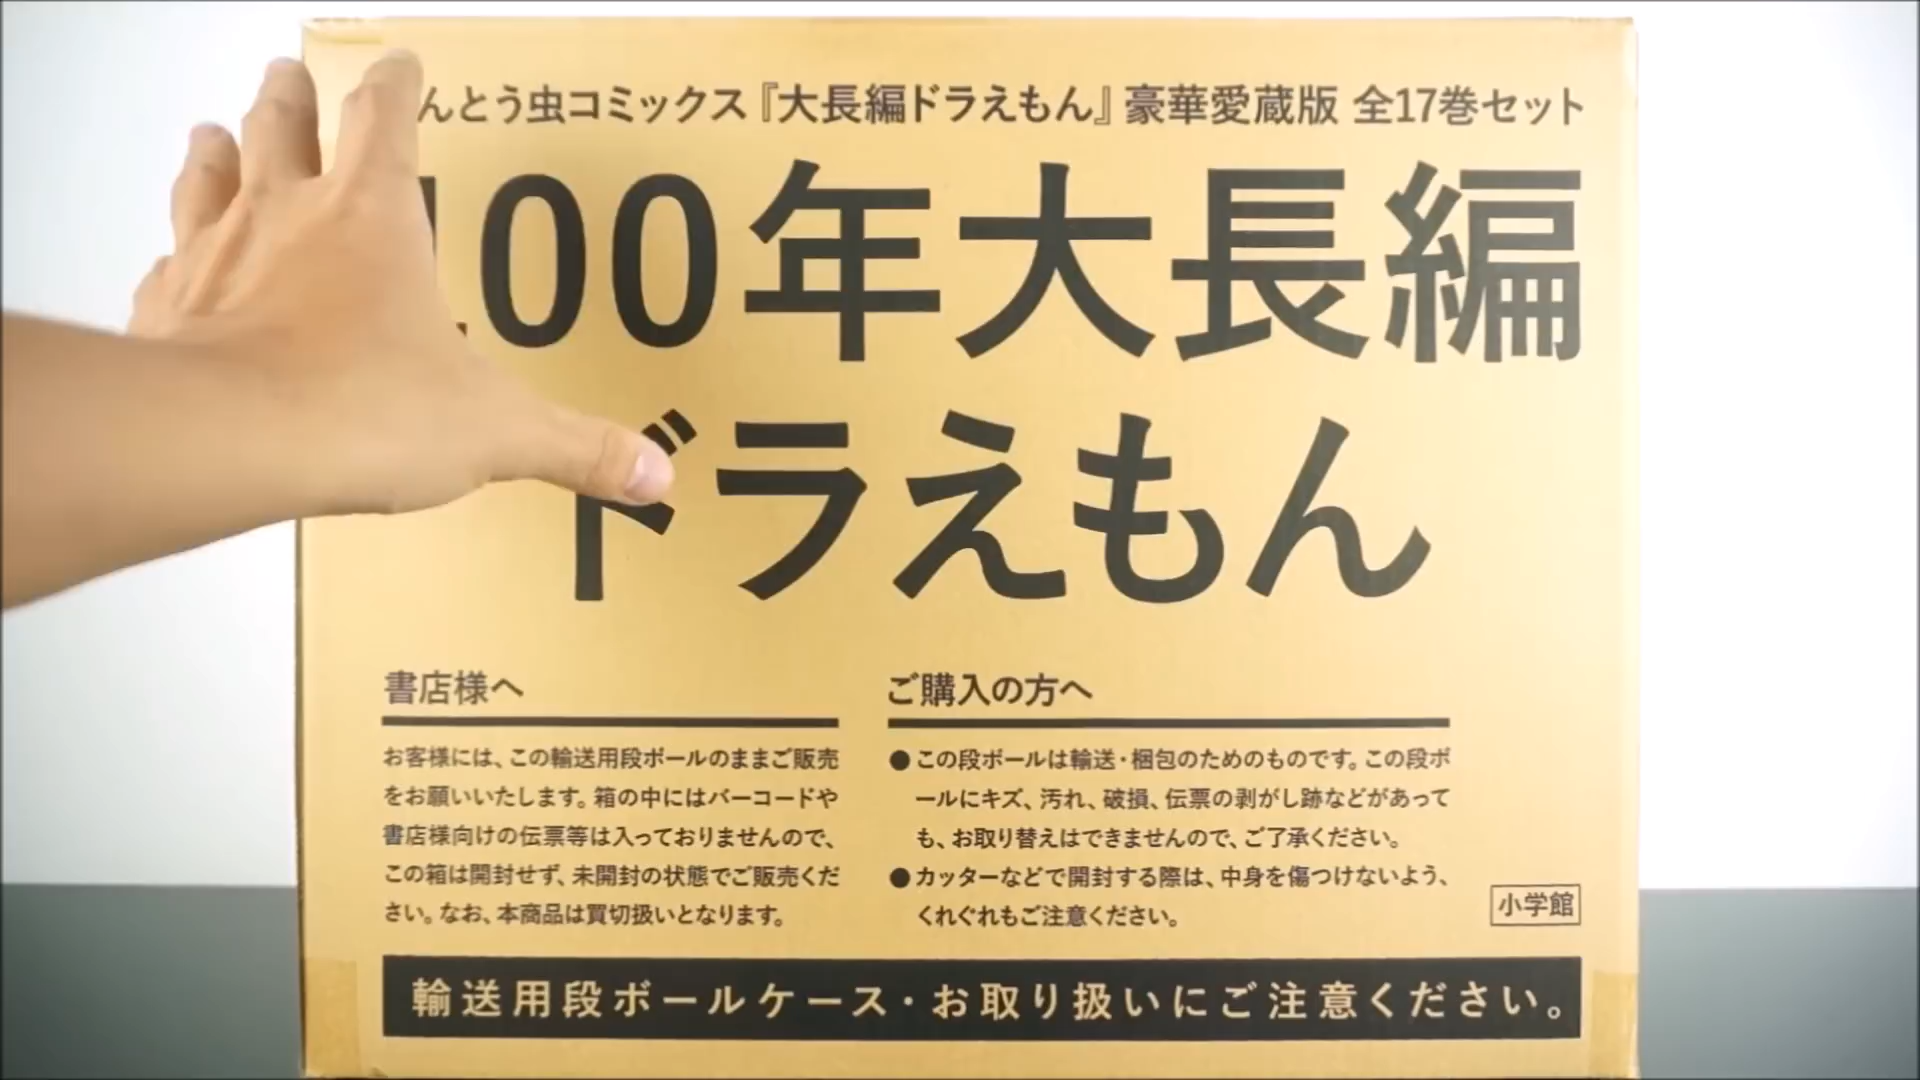 んとう虫コミックス『大長編ドラえもん』豪華愛蔵版 全17巻セット
100年大長編
ドラえもん
書店様へ
お客様には、この輸送用段ボールのままご販売
をお願いいたします。箱の中にはバーコードや
書店様向けの伝票等は入っておりませんので、
この箱は開封せず、未開封の状態でご販売くだ
さい。なお、本商品は買切扱いとなります。
ご購入の方へ
●この段ボールは輸送・梱包のためのものです。この段ボ
ールにキズ、汚れ、破損、伝票の剥がし跡などがあって
も、お取り替えはできませんので、ご了承ください。
●カッターなどで開封する際は、中身を傷つけないよう、
くれぐれもご注意ください。
小学館
輸送用段ボールケース・お取り扱いにご注意ください。